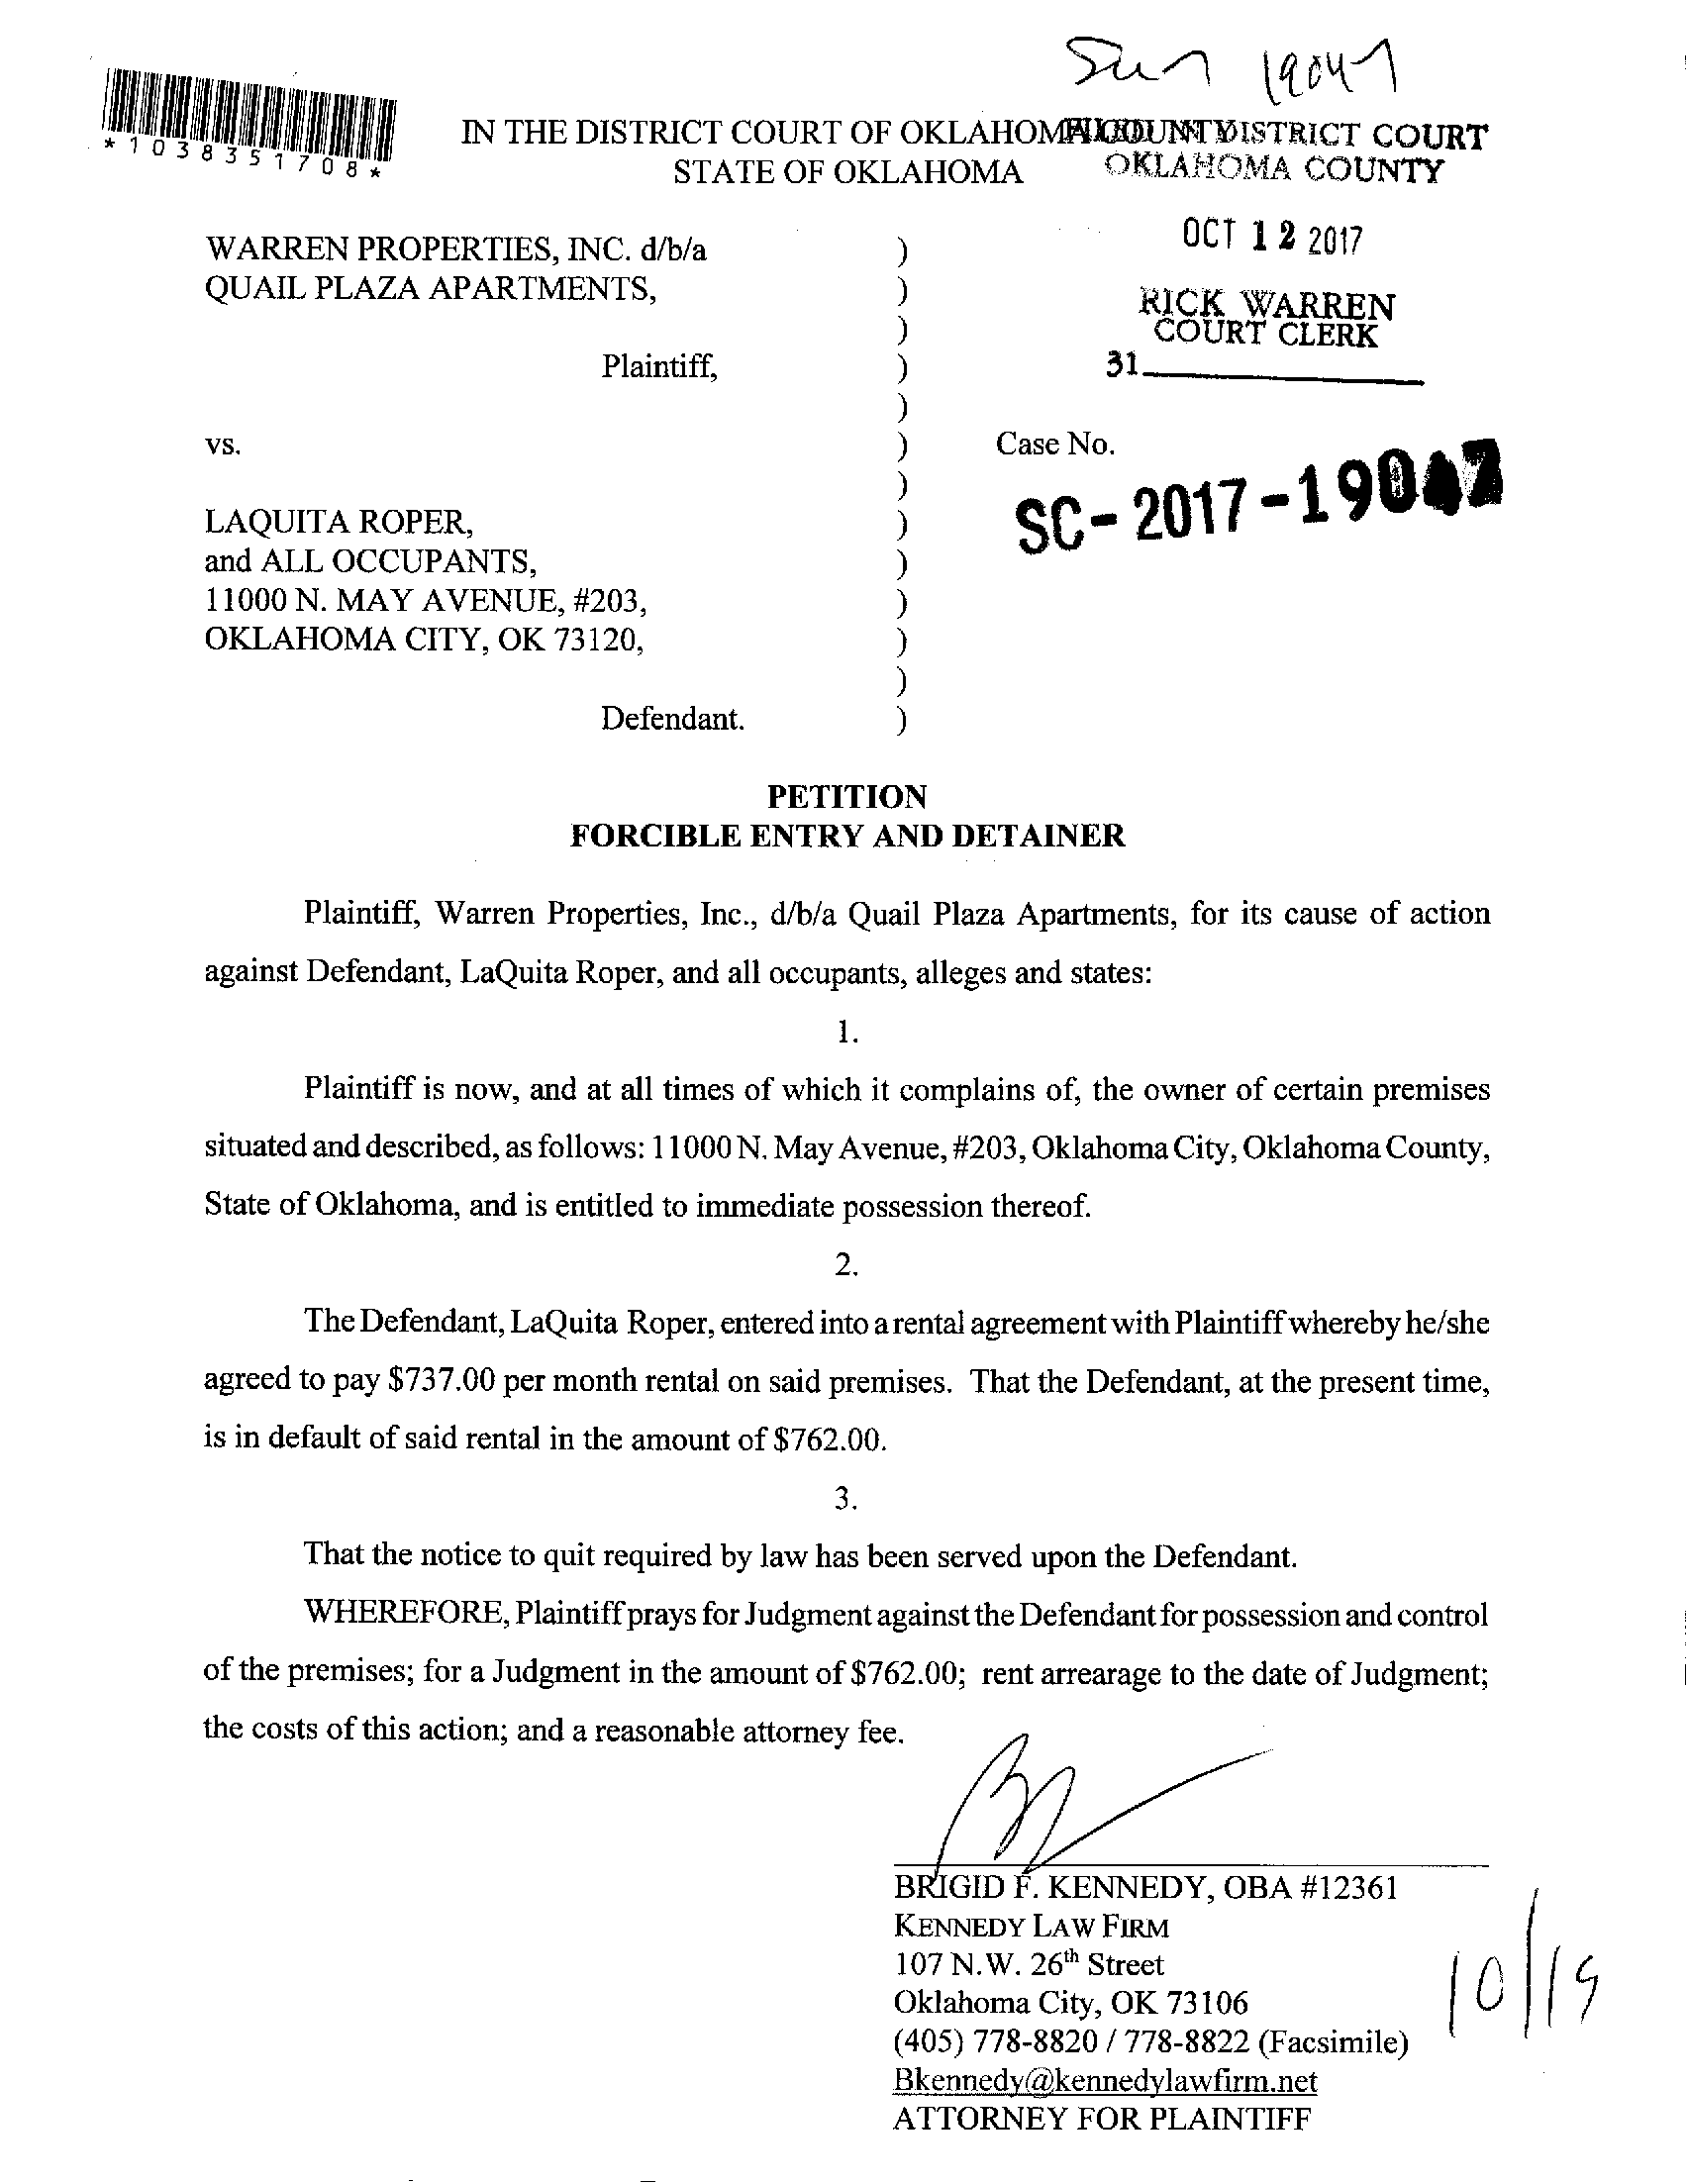 Sun 19047
*1038351708*
IN THE DISTRICT COURT OF OKLAHOMA COUNTY
STATE OF OKLAHOMA
FILED IN DISTRICT COURT
OKLAHOMA COUNTY
OCT 12 2017
RICK WARREN
COURT CLERK
31
WARREN PROPERTIES, INC. d/b/a )
QUAIL PLAZA APARTMENTS, )
)
Plaintiff, )
)
vs. ) Case No.
)
SC-2017-19047
LAQUITA ROPER, )
and ALL OCCUPANTS, )
11000 N. MAY AVENUE, #203, )
OKLAHOMA CITY, OK 73120, )
)
Defendant. )
PETITION
FORCIBLE ENTRY AND DETAINER
Plaintiff, Warren Properties, Inc., d/b/a Quail Plaza Apartments, for its cause of action
against Defendant, LaQuita Roper, and all occupants, alleges and states:
1.
Plaintiff is now, and at all times of which it complains of, the owner of certain premises
situated and described, as follows: 11000 N. May Avenue, #203, Oklahoma City, Oklahoma County,
State of Oklahoma, and is entitled to immediate possession thereof.
2.
The Defendant, LaQuita Roper, entered into a rental agreement with Plaintiff whereby he/she
agreed to pay $737.00 per month rental on said premises. That the Defendant, at the present time,
is in default of said rental in the amount of $762.00.
3.
That the notice to quit required by law has been served upon the Defendant.
WHEREFORE, Plaintiff prays for Judgment against the Defendant for possession and control
of the premises; for a Judgment in the amount of $762.00; rent arrearage to the date of Judgment;
the costs of this action; and a reasonable attorney fee.
BRIGID F. KENNEDY, OBA #12361
KENNEDY LAW FIRM
107 N.W. 26th Street
Oklahoma City, OK 73106
(405) 778-8820 / 778-8822 (Facsimile)
Bkennedy@kennedylawfirm.net
ATTORNEY FOR PLAINTIFF
10/19